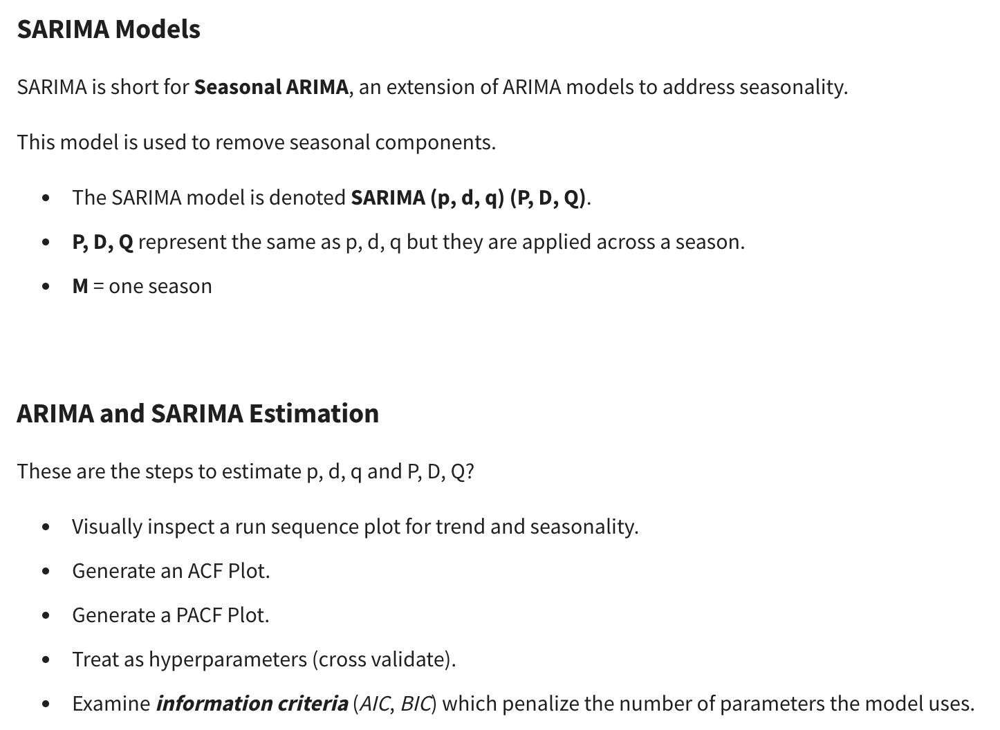 SARIMA Models
SARIMA is short for Seasonal ARIMA, an extension of ARIMA models to address seasonality.
This model is used to remove seasonal components.
• The SARIMA model is denoted SARIMA (p, d, q) (P, D, Q).
• P, D, Q represent the same as p, d, q but they are applied across a season.
• M = one season
ARIMA and SARIMA Estimation
These are the steps to estimate p, d, q and P, D, Q?
• Visually inspect a run sequence plot for trend and seasonality.
• Generate an ACF Plot.
• Generate a PACF Plot.
• Treat as hyperparameters (cross validate).
• Examine information criteria (AIC, BIC) which penalize the number of parameters the model uses.